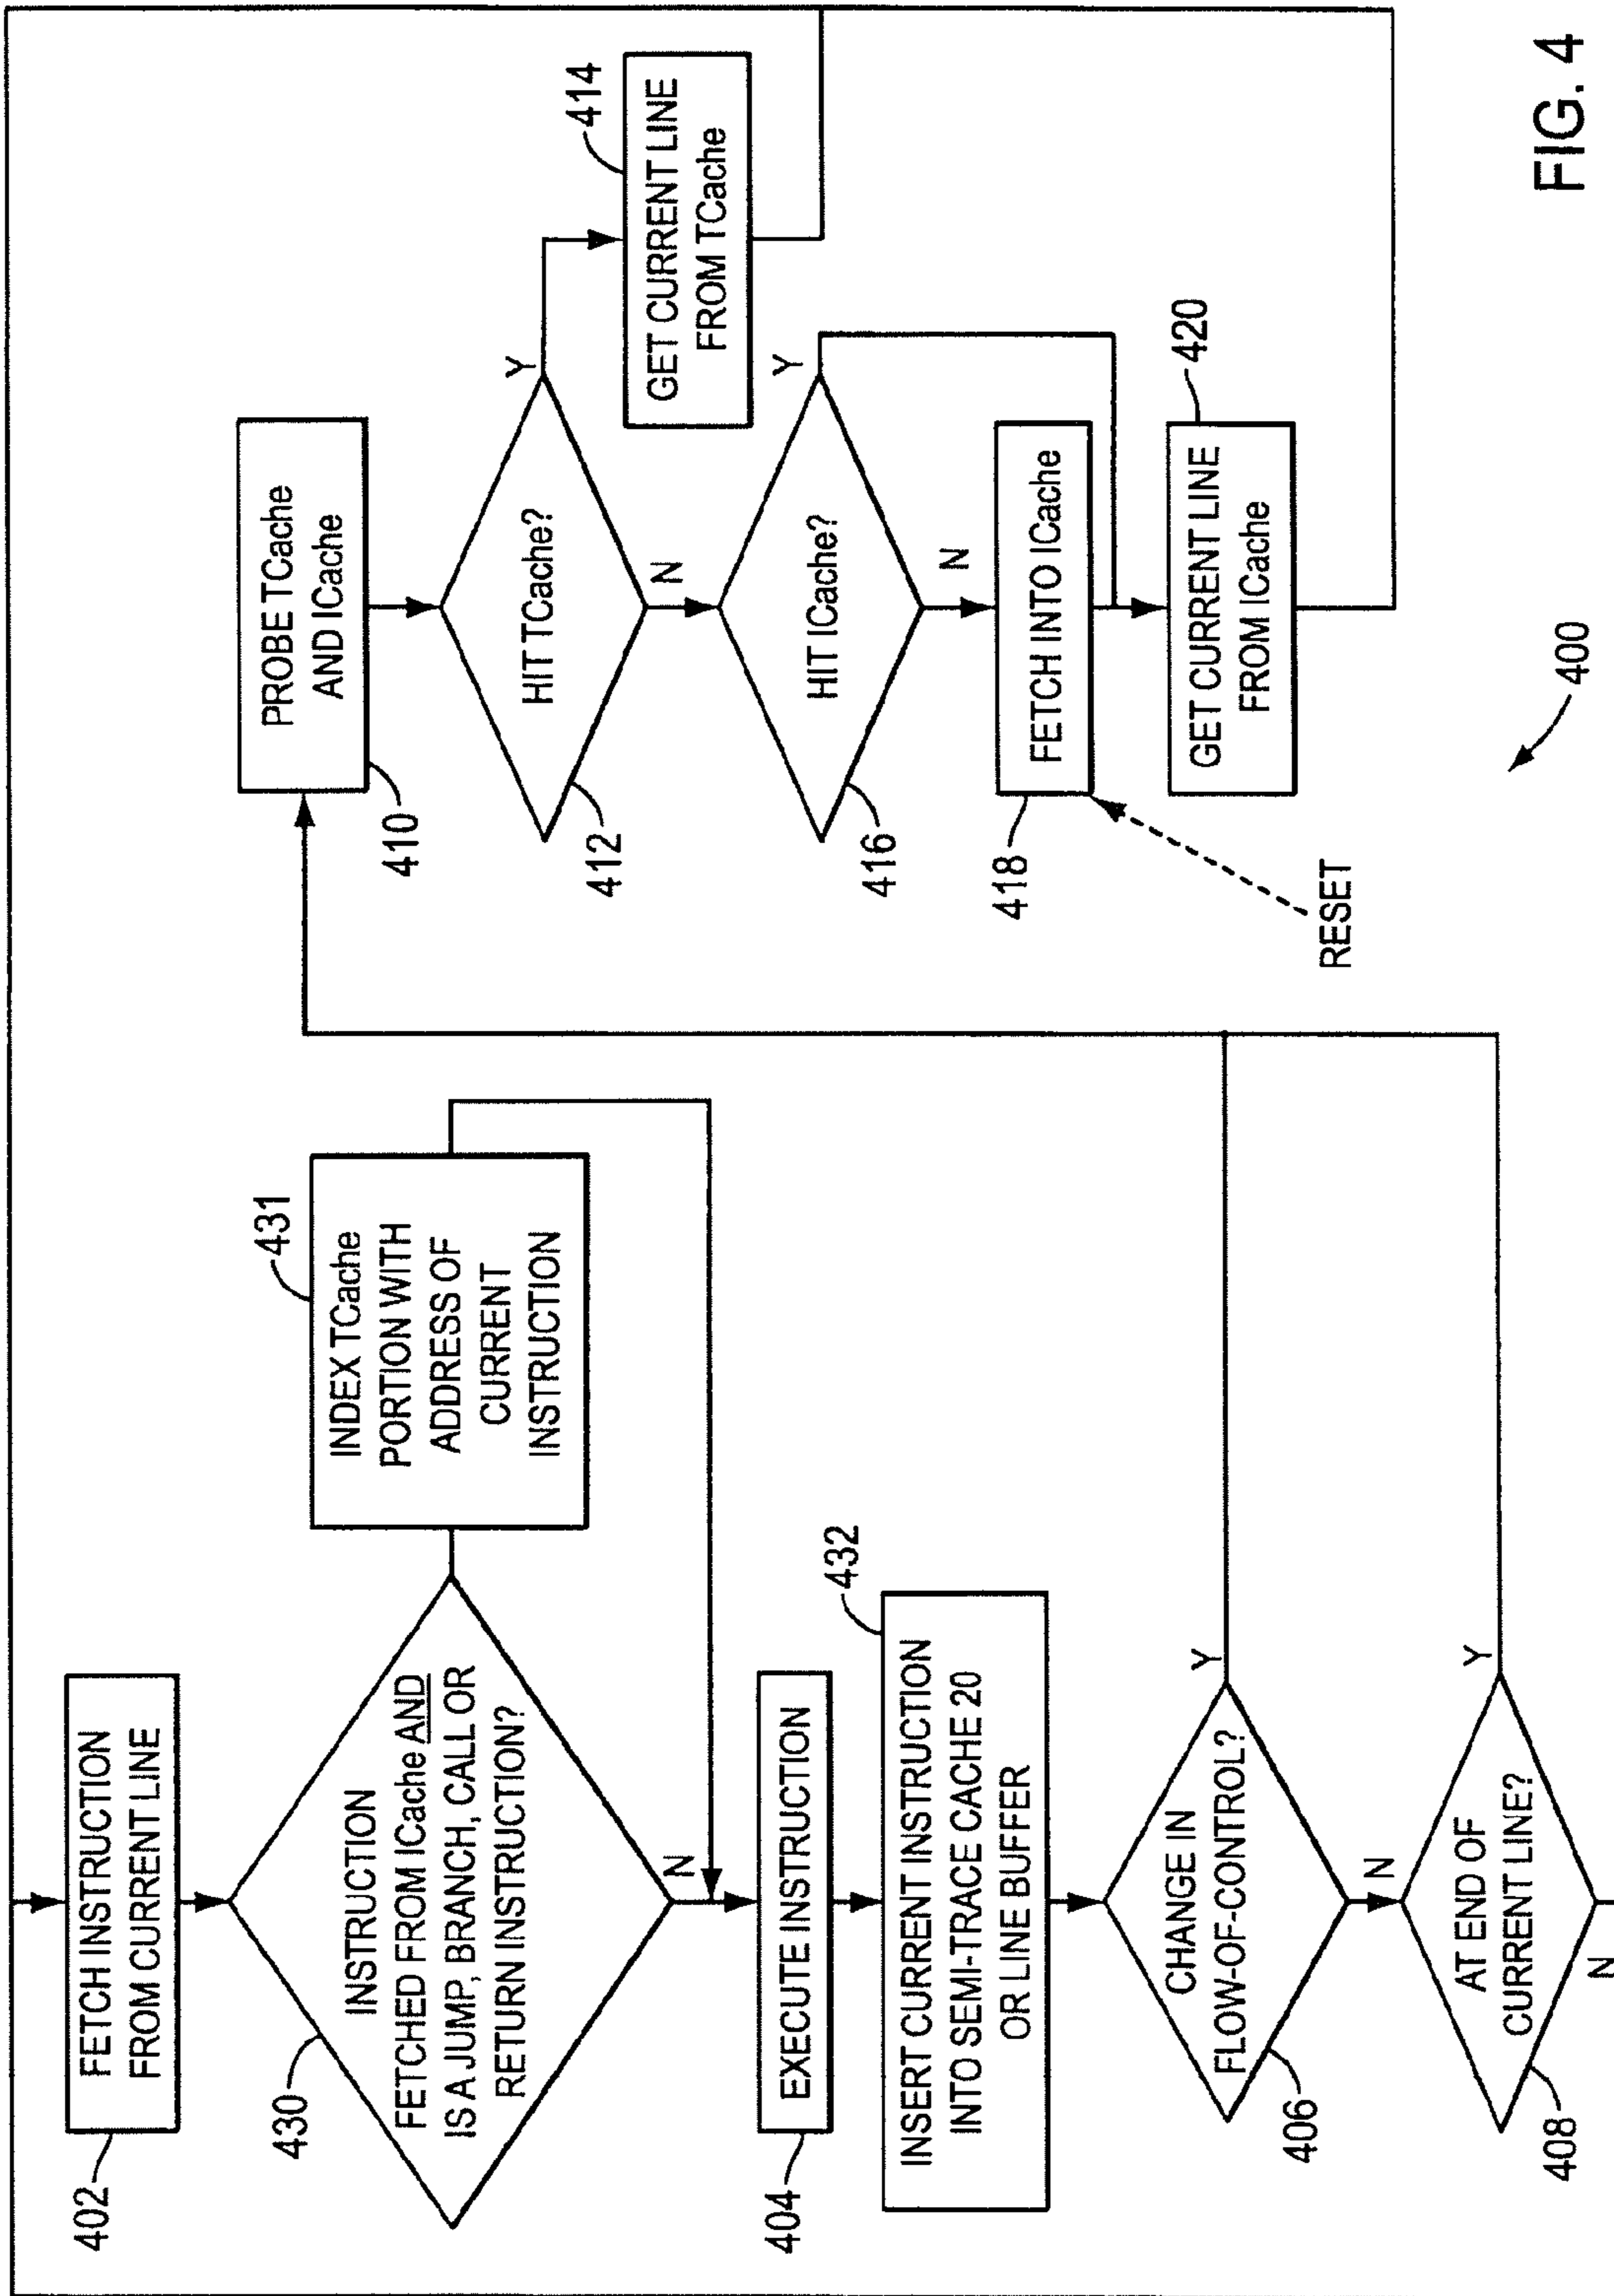 402
FETCH INSTRUCTION
FROM CURRENT LINE
430
INSTRUCTION
FETCHED FROM ICache AND
IS A JUMP, BRANCH, CALL OR
RETURN INSTRUCTION?
N
431
INDEX TCache
PORTION WITH
ADDRESS OF
CURRENT
INSTRUCTION
404
EXECUTE INSTRUCTION
432
INSERT CURRENT INSTRUCTION
INTO SEMI-TRACE CACHE 20
OR LINE BUFFER
CHANGE IN
FLOW-OF-CONTROL?
406
Y
N
AT END OF
CURRENT LINE?
408
Y
N
PROBE TCache
AND ICache
410
HIT TCache?
412
Y
N
414
GET CURRENT LINE
FROM TCache
HIT ICache?
416
Y
N
FETCH INTO ICache
418
RESET
420
GET CURRENT LINE
FROM ICache
400
FIG. 4